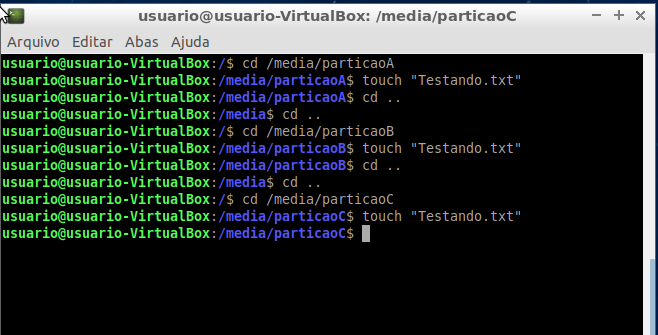 usuario@usuario-VirtualBox: /media/particaoC
Arquivo Editar Abas Ajuda
usuario@usuario-VirtualBox:/$ cd /media/particaoA
usuario@usuario-VirtualBox:/media/particaoA$ touch "Testando.txt"
usuario@usuario-VirtualBox:/media/particaoA$ cd ..
usuario@usuario-VirtualBox:/media$ cd ..
usuario@usuario-VirtualBox:/$ cd /media/particaoB
usuario@usuario-VirtualBox:/media/particaoB$ touch "Testando.txt"
usuario@usuario-VirtualBox:/media/particaoB$ cd ..
usuario@usuario-VirtualBox:/media$ cd ..
usuario@usuario-VirtualBox:/$ cd /media/particaoC
usuario@usuario-VirtualBox:/media/particaoC$ touch "Testando.txt"
usuario@usuario-VirtualBox:/media/particaoC$